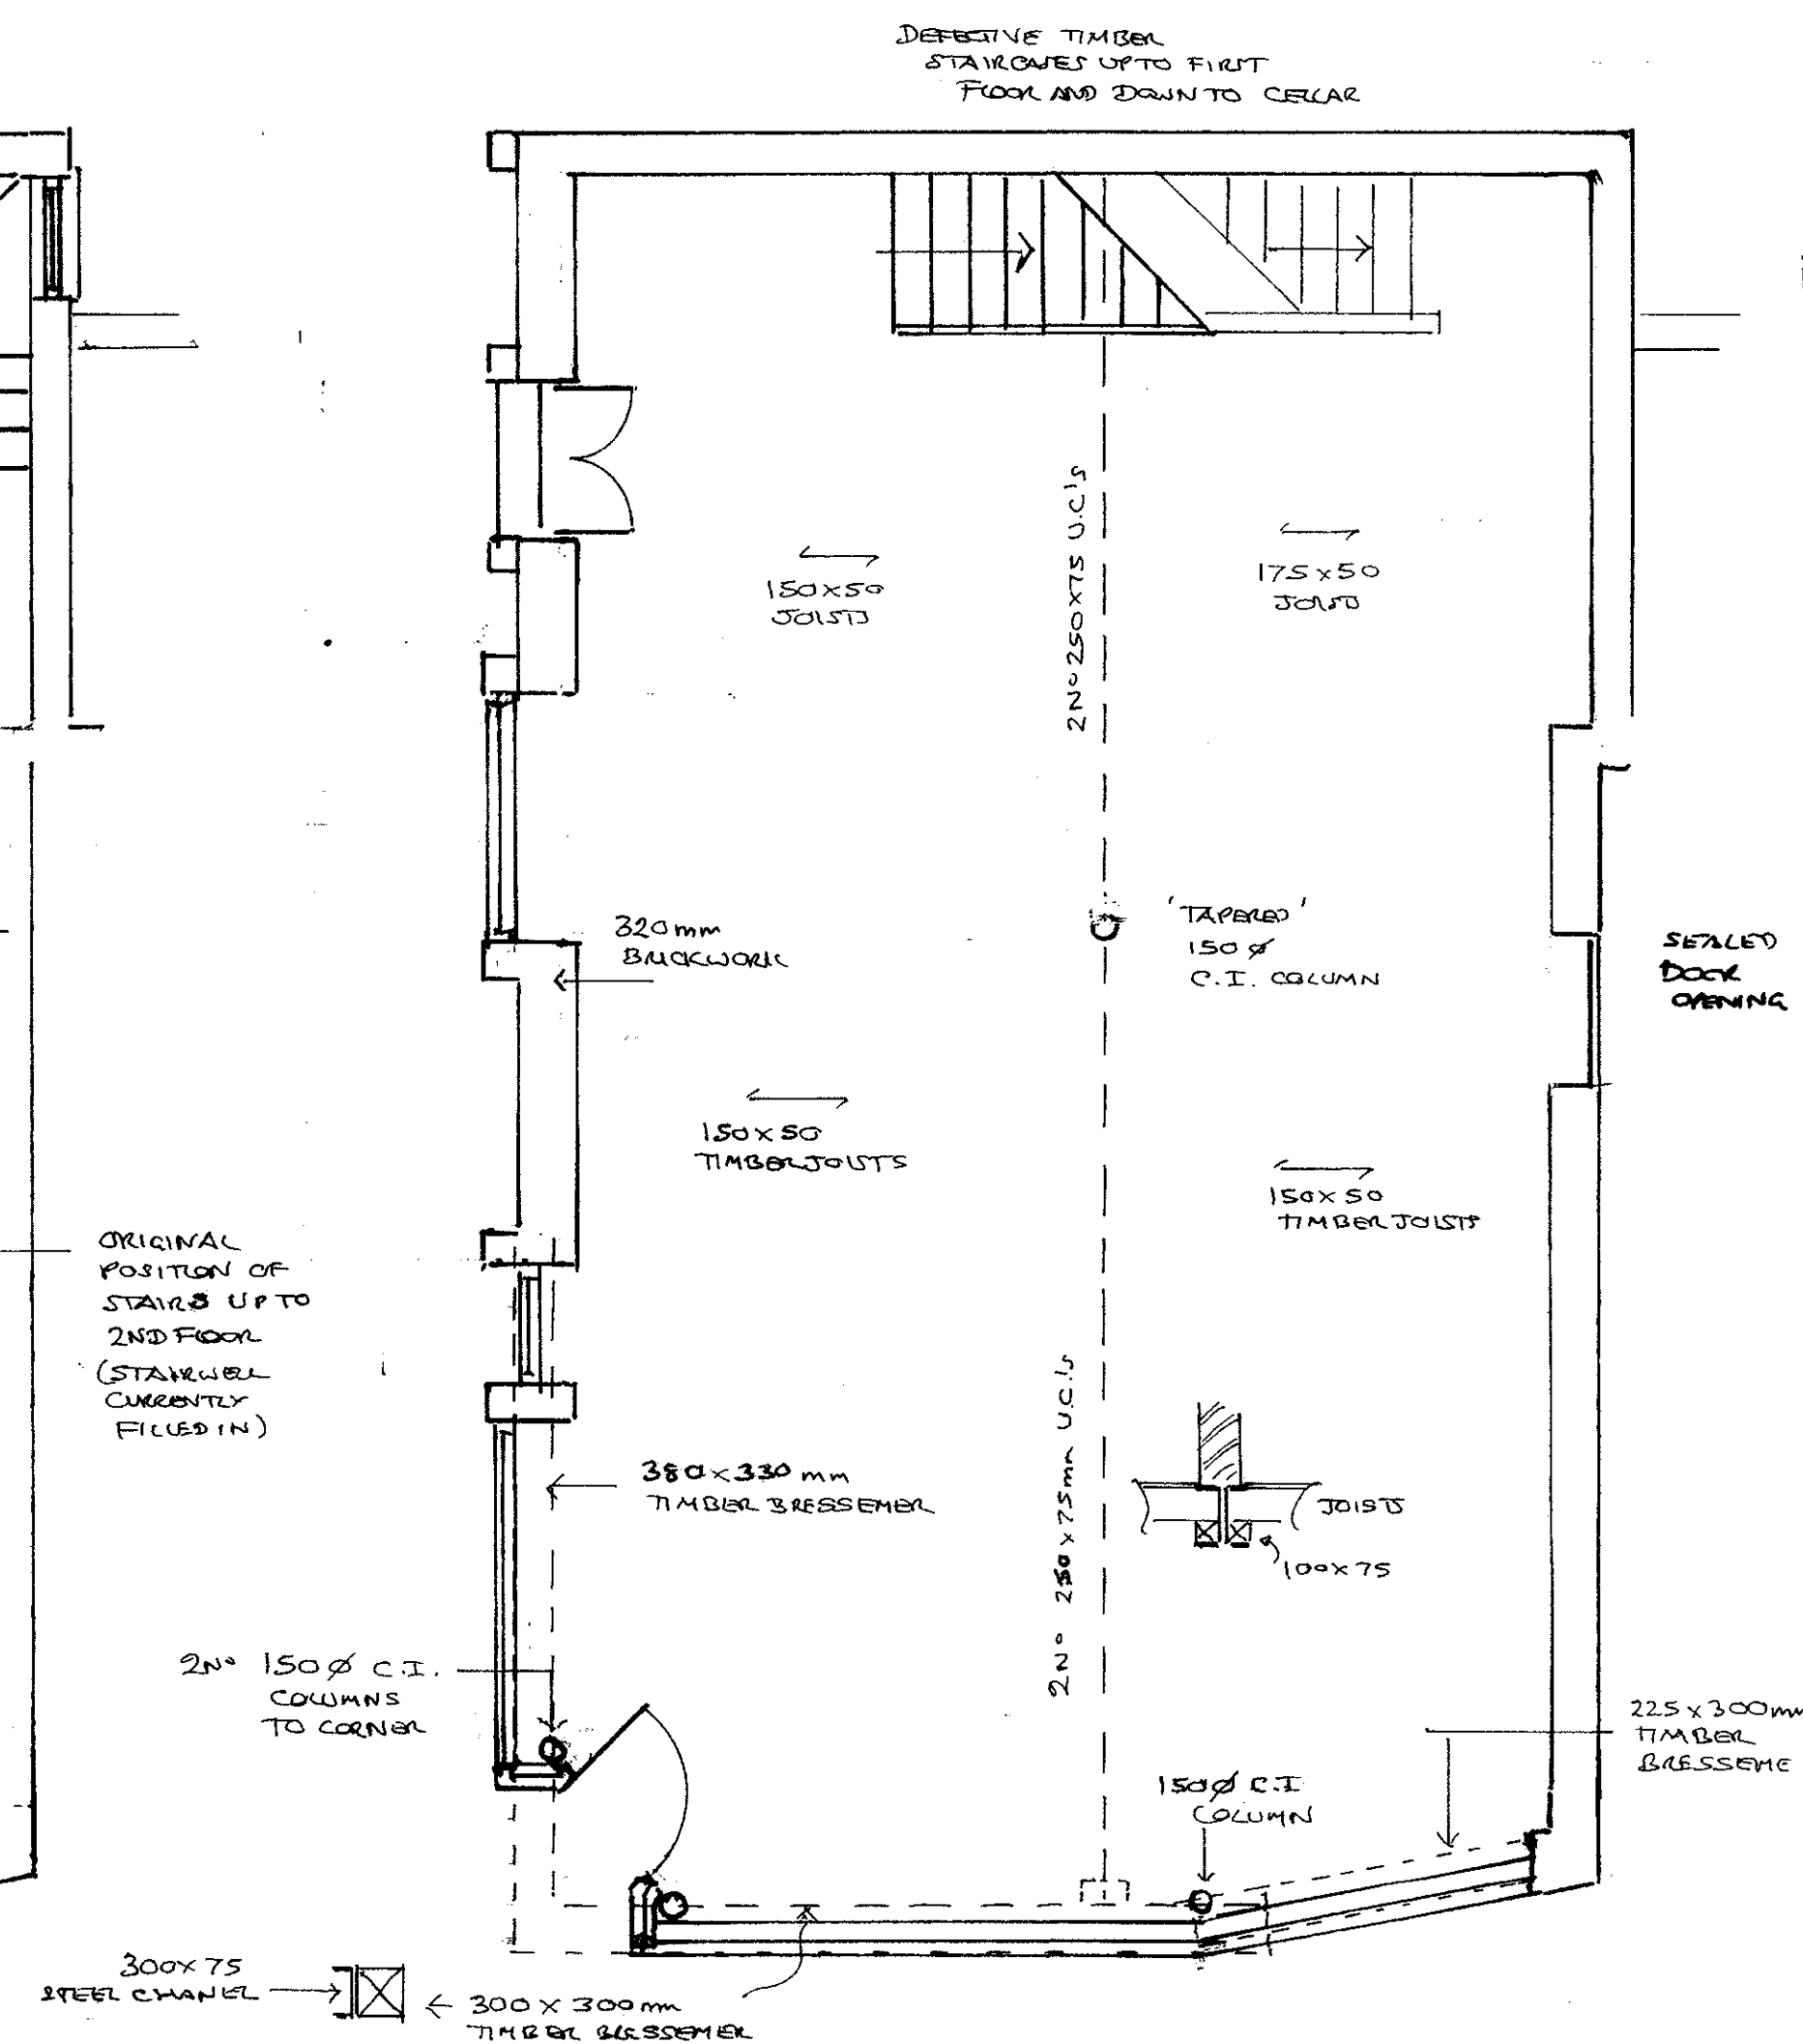 DEFECTIVE TIMBER
STAIRCASES UP TO FIRST
FLOOR AND DOWN TO CELLAR
2No 250x75 U.C's
150x50
JOISTS
175x50
JOISTS
320mm
BRICKWORK
'TAPERED'
150 ø
C.I. COLUMN
SEALED
DOOR
OPENING
150x50
TIMBER JOISTS
150x50
TIMBER JOISTS
ORIGINAL
POSITION OF
STAIRS UP TO
2ND FLOOR
(STAIRWELL
CURRENTLY
FILLED IN)
380x330mm
TIMBER BRESSEMER
2No 250x75mm U.C.'s
JOISTS
100x75
2No 150ø C.I.
COLUMNS
TO CORNER
225x300mm
TIMBER
BRESSEME
150ø C.I
COLUMN
300x75
STEEL CHANEL
300 x 300mm
TIMBER BRESSEMER